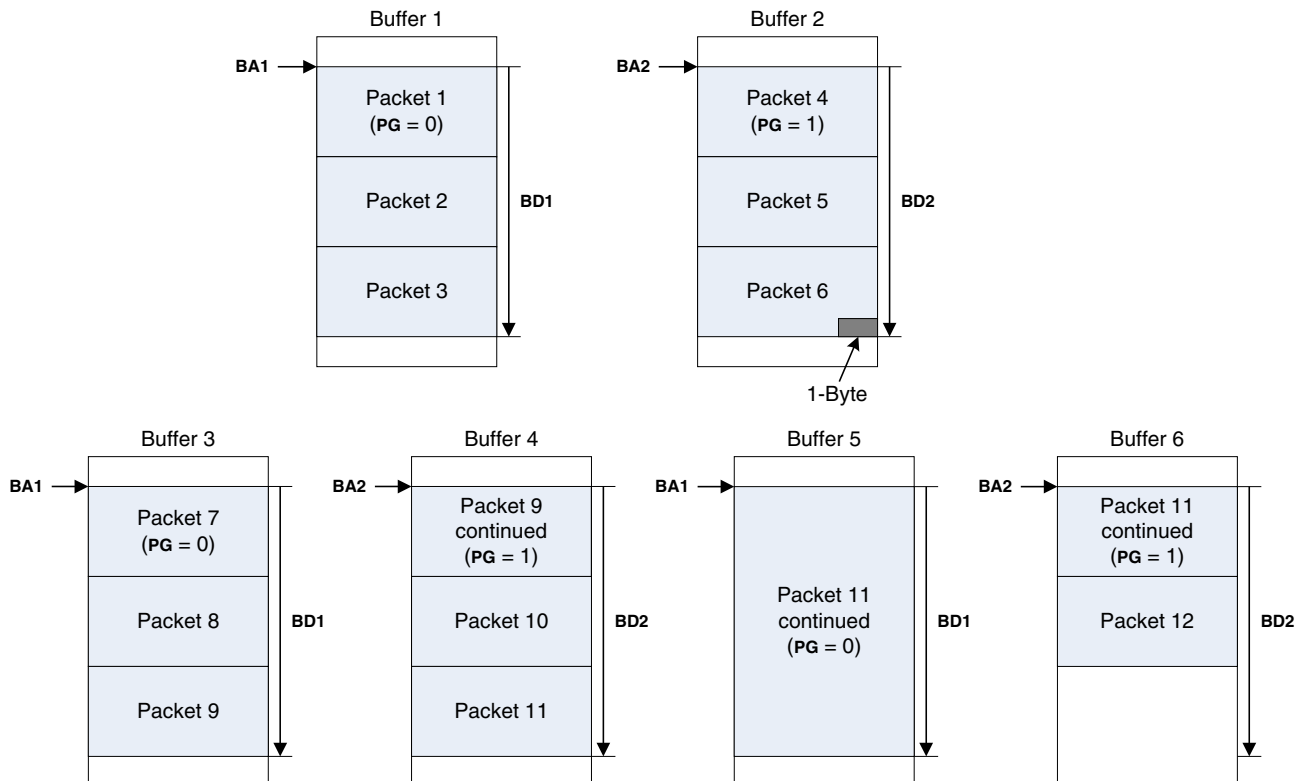 Buffer 1
BA1
Packet 1
(PG = 0)
Packet 2
Packet 3
BD1
Buffer 2
BA2
Packet 4
(PG = 1)
Packet 5
Packet 6
BD2
1-Byte
Buffer 3
BA1
Packet 7
(PG = 0)
Packet 8
Packet 9
BD1
Buffer 4
BA2
Packet 9
continued
(PG = 1)
Packet 10
Packet 11
BD2
Buffer 5
BA1
Packet 11
continued
(PG = 0)
BD1
Buffer 6
BA2
Packet 11
continued
(PG = 1)
Packet 12
BD2